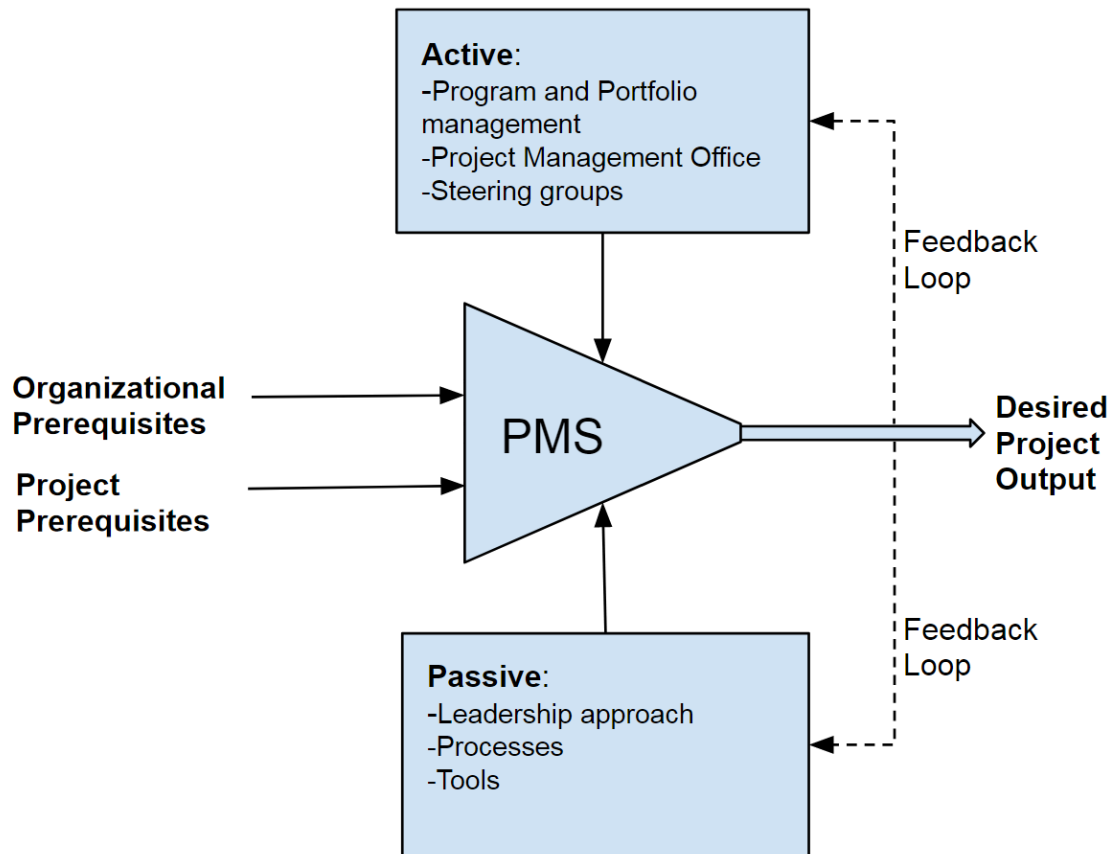 Active:
-Program and Portfolio
management
-Project Management Office
-Steering groups
Feedback
Loop
Organizational
Prerequisites
PMS
Desired
Project
Output
Project
Prerequisites
Feedback
Loop
Passive:
-Leadership approach
-Processes
-Tools